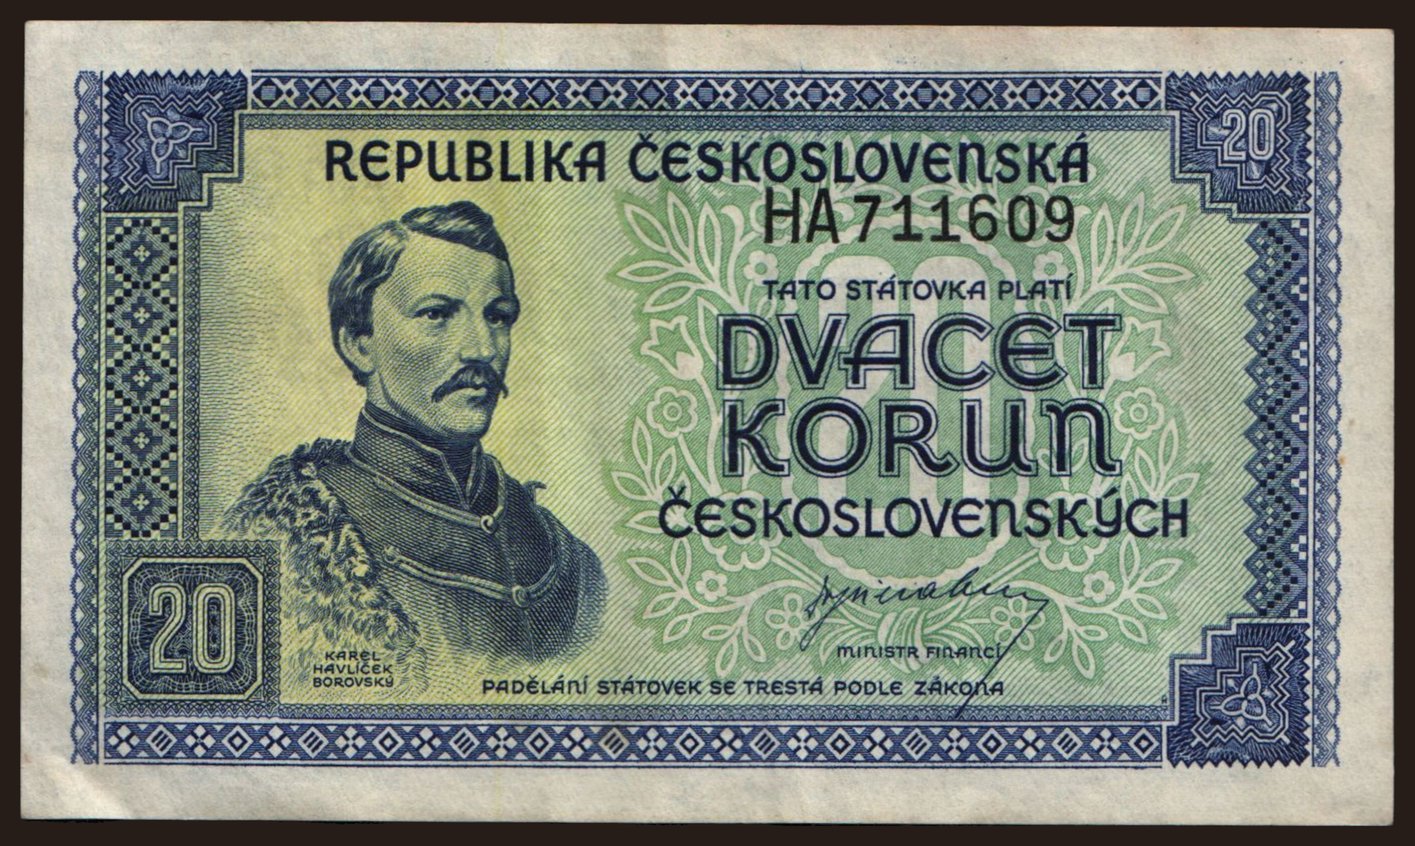 20
REPUBLIKA ČESKOSLOVENSKÁ
HA711609
TATO STÁTOVKA PLATÍ
DVACET
KORUN
ČESKOSLOVENSKÝCH
MINISTR FINANCÍ
20
KAREL
HAVLÍČEK
BOROVSKÝ
PADĚLÁNÍ STÁTOVEK SE TRESTÁ PODLE ZÁKONA